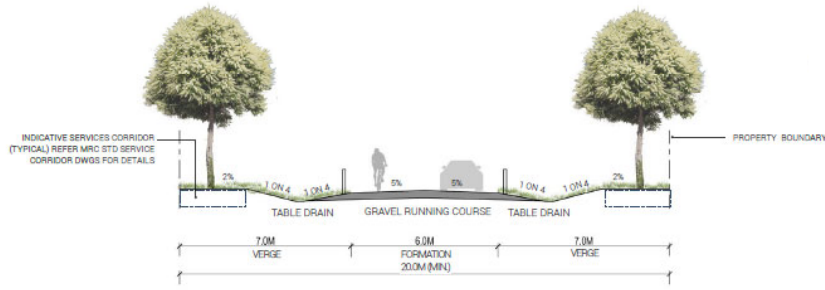 INDICATIVE SERVICES CORRIDOR
(TYPICAL) REFER MRC STD SERVICE
CORRIDOR DWGS FOR DETAILS
PROPERTY BOUNDARY
2%
1 ON 4
1 ON 4
5%
5%
1 ON 4
1 ON 4
2%
TABLE DRAIN
GRAVEL RUNNING COURSE
TABLE DRAIN
7.0M
VERGE
6.0M
FORMATION
7.0M
VERGE
20.0M (MIN.)